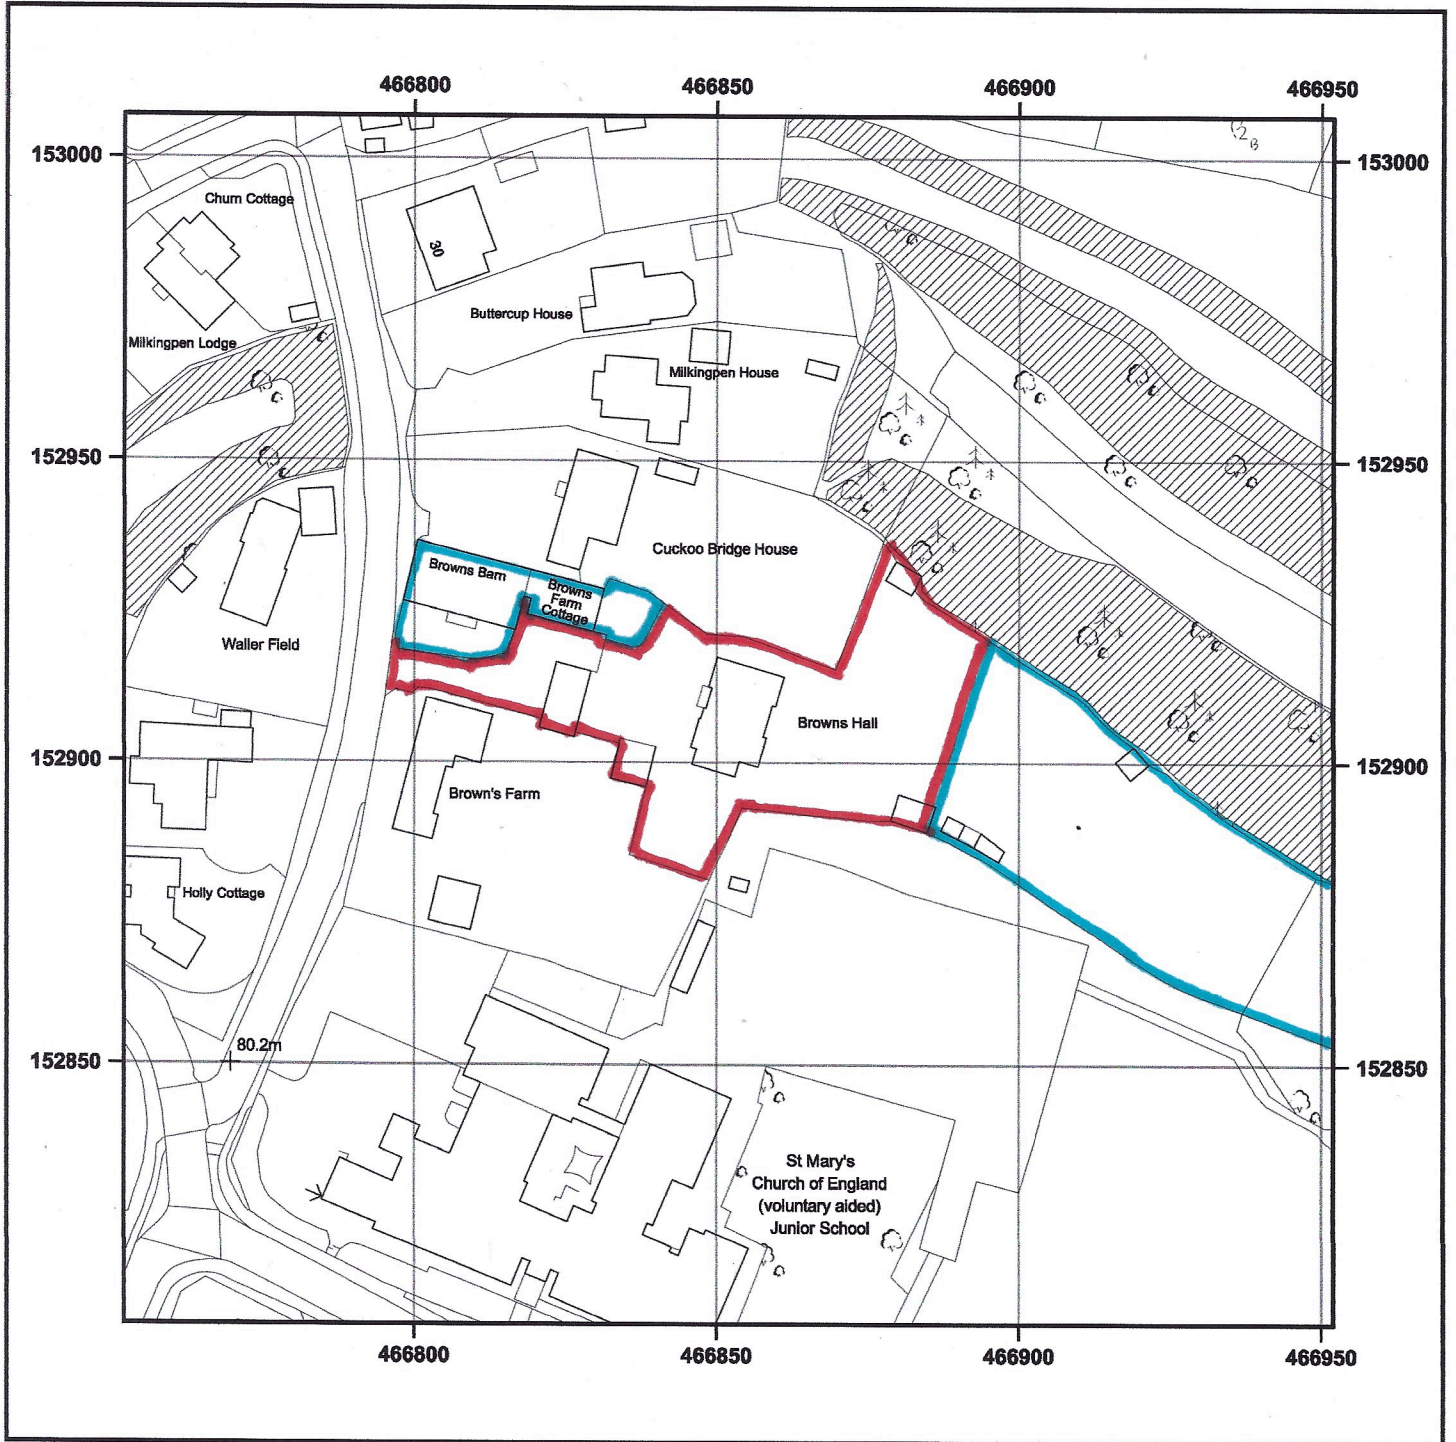 466800
466850
466900
466950
153000
153000
Churn Cottage
30
Buttercup House
Milkingpen Lodge
Milkingpen House
152950
152950
Cuckoo Bridge House
Browns Barn
Browns
Farm
Cottage
Waller Field
Browns Hall
152900
152900
Brown's Farm
Holly Cottage
80.2m
152850
152850
St Mary's
Church of England
(voluntary aided)
Junior School
466800
466850
466900
466950